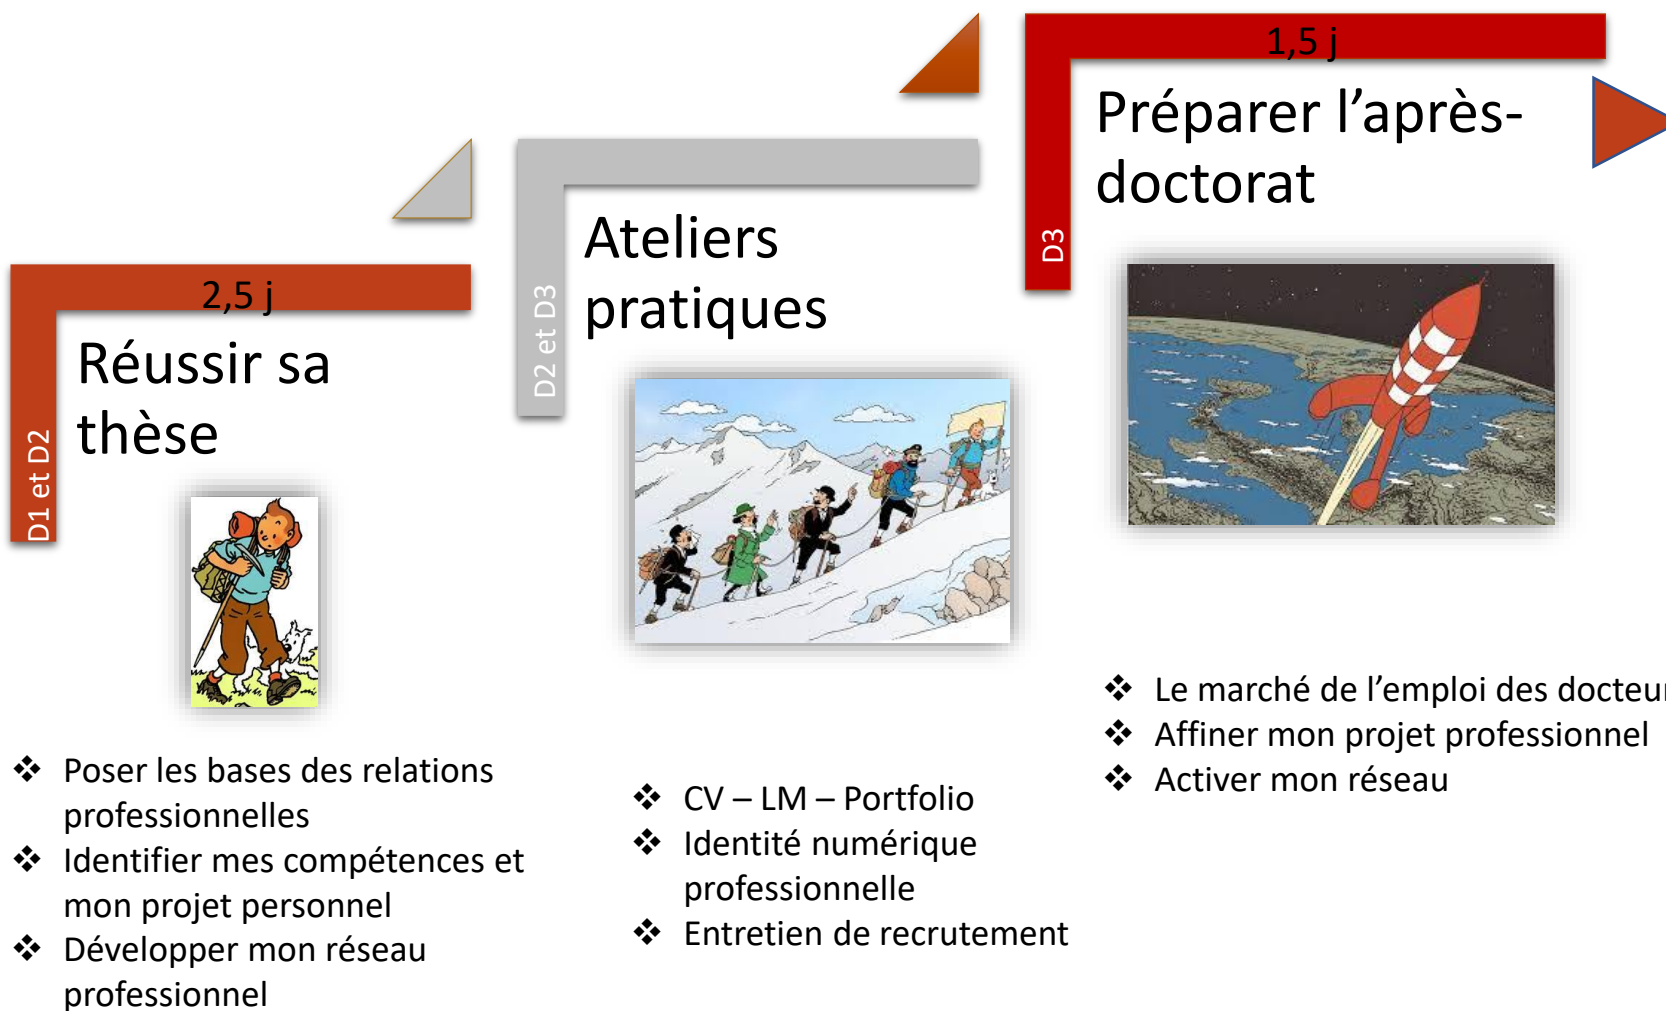 2,5 j
D1 et D2
Réussir sa
thèse
❖ Poser les bases des relations
professionnelles
❖ Identifier mes compétences et
mon projet personnel
❖ Développer mon réseau
professionnel
D2 et D3
Ateliers
pratiques
❖ CV – LM – Portfolio
❖ Identité numérique
professionnelle
❖ Entretien de recrutement
1,5 j
D3
Préparer l’après-
doctorat
❖ Le marché de l’emploi des docteur
❖ Affiner mon projet professionnel
❖ Activer mon réseau